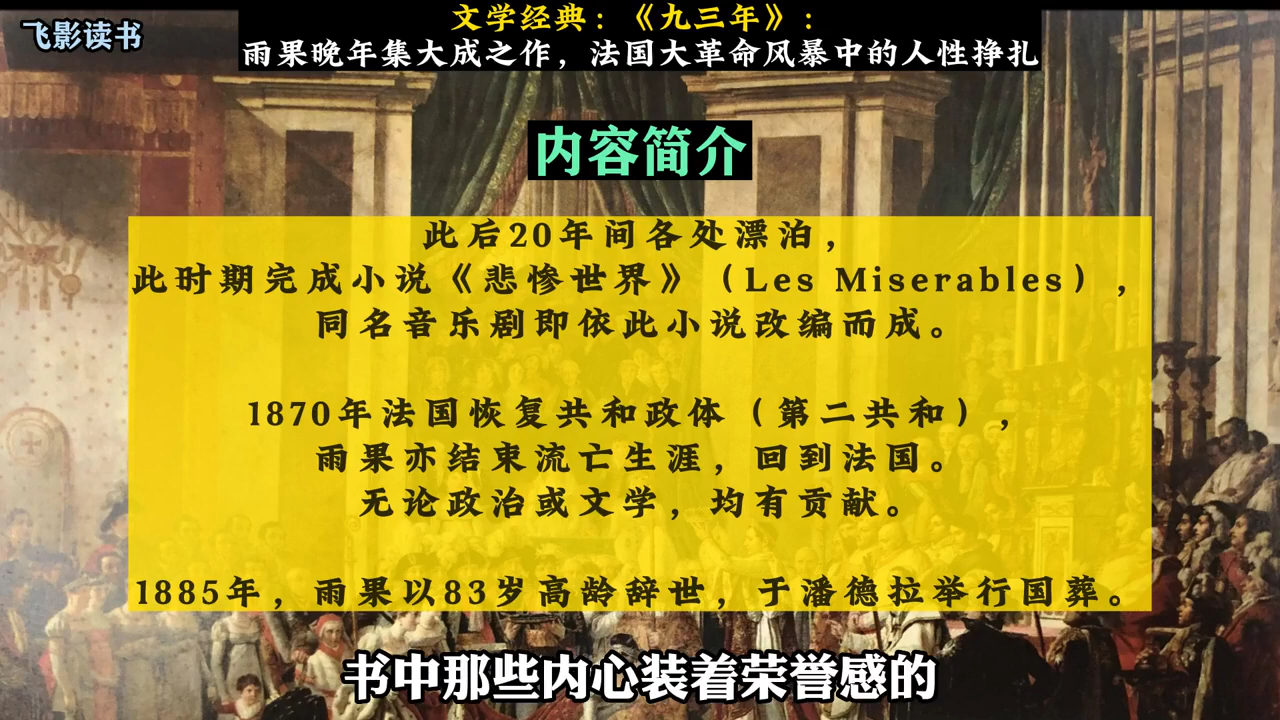 飞影读书
文学经典：《九三年》：
雨果晚年集大成之作，法国大革命风暴中的人性挣扎
内容简介
此后20年间各处漂泊，
此时期完成小说《悲惨世界》（Les Miserables），
同名音乐剧即依此小说改编而成。
1870年法国恢复共和政体（第二共和），
雨果亦结束流亡生涯，回到法国。
无论政治或文学，均有贡献。
1885年，雨果以83岁高龄辞世，于潘德拉举行国葬。
书中那些内心装着荣誉感的